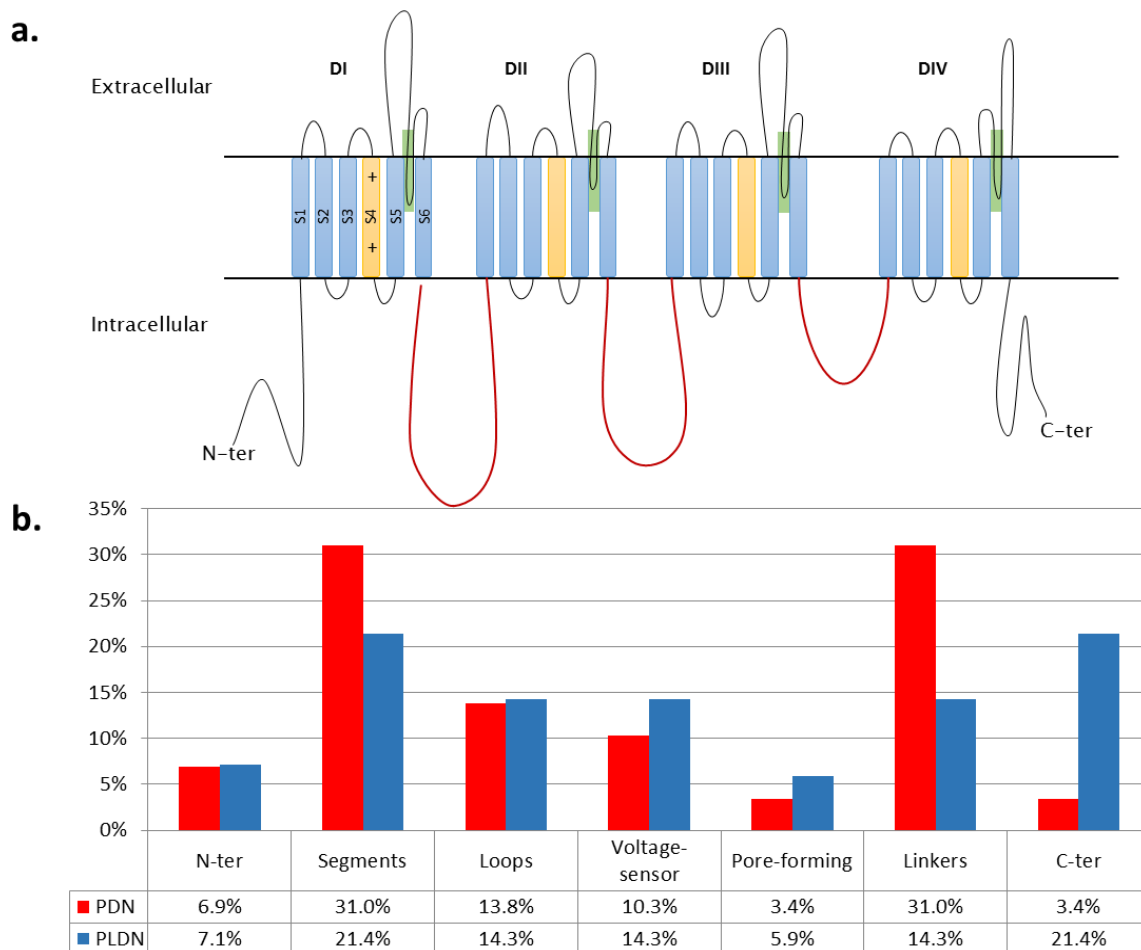 a.
DI
DII
DIII
DIV
Extracellular
S1
S2
S3
+ S4 +
S5
S6
Intracellular
N-ter
C-ter
b.
35%
30%
25%
20%
15%
10%
5%
0%
N-ter Segments Loops Voltage-sensor Pore-forming Linkers C-ter
PDN 6.9% 31.0% 13.8% 10.3% 3.4% 31.0% 3.4%
PLDN 7.1% 21.4% 14.3% 14.3% 5.9% 14.3% 21.4%